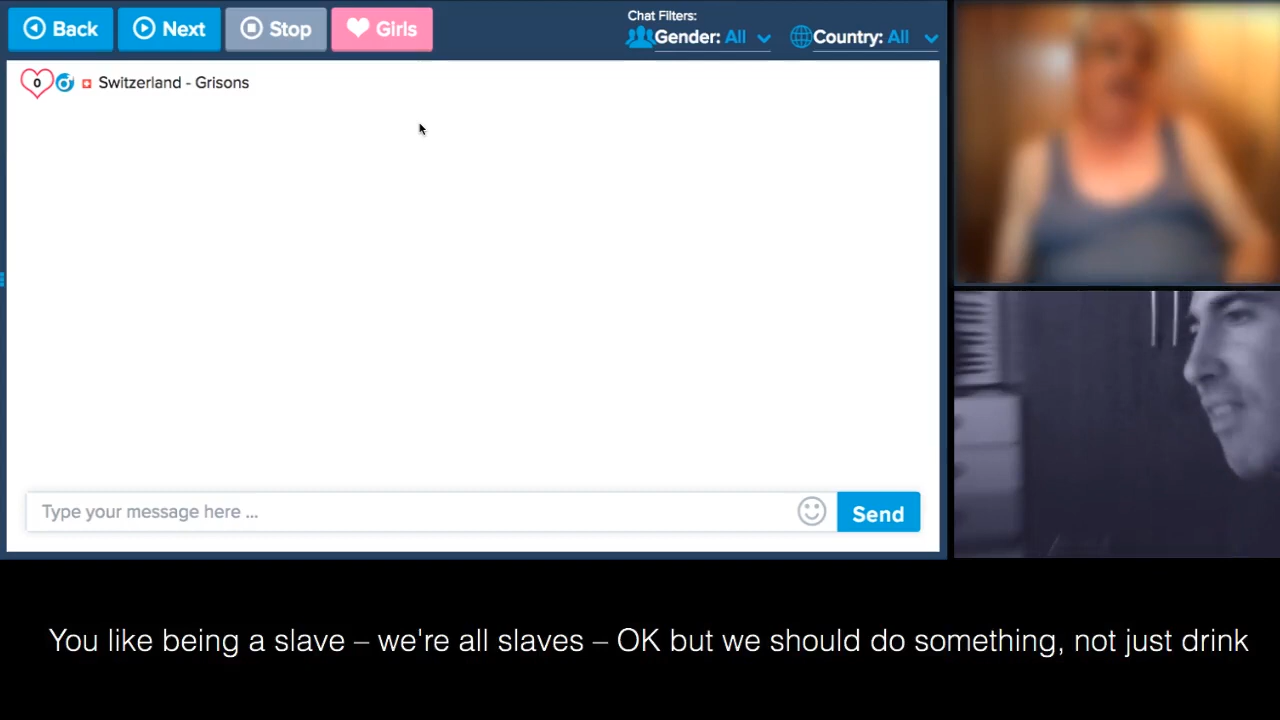 Back Next Stop Girls
Chat Filters:
Gender: All Country: All
0 Switzerland - Grisons
Type your message here ...
Send
You like being a slave – we're all slaves – OK but we should do something, not just drink